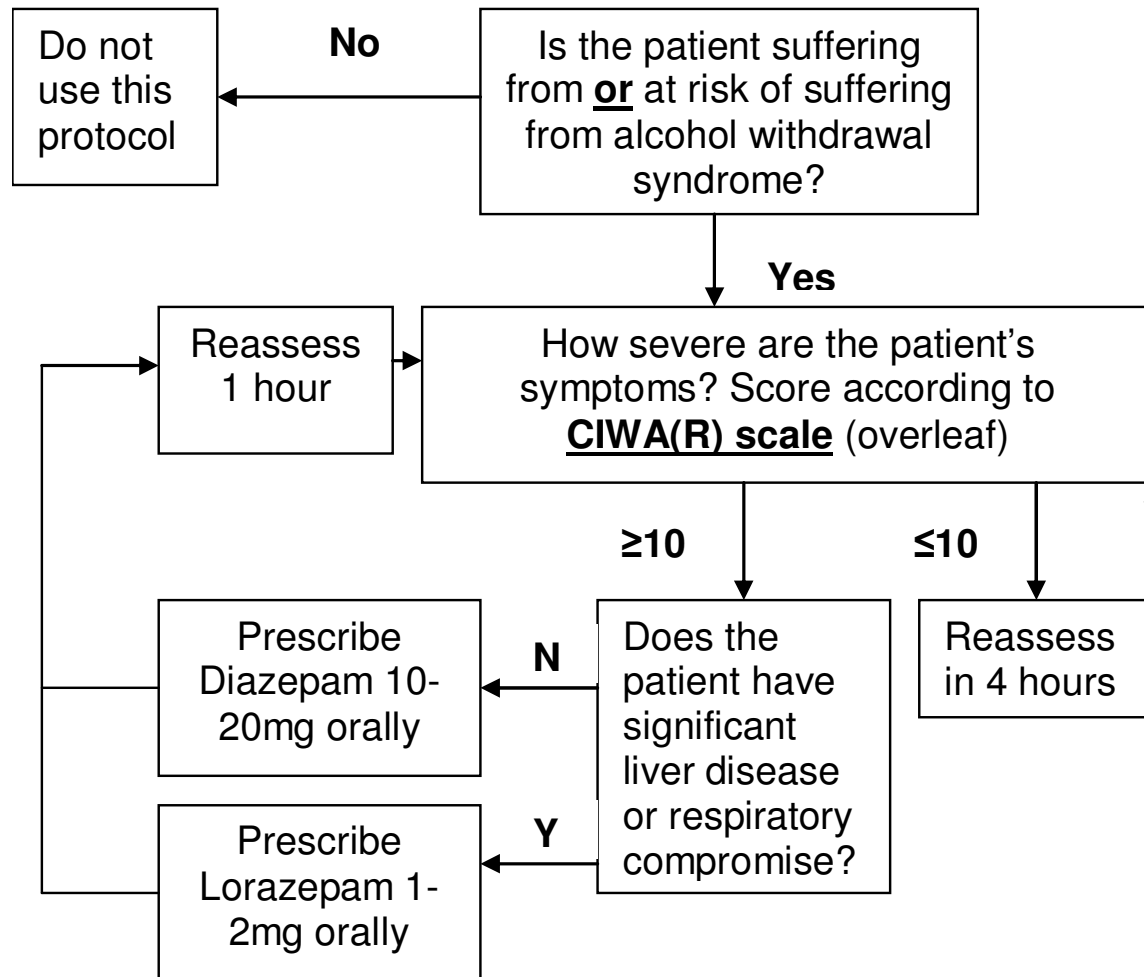 Do not
use this
protocol
No
Is the patient suffering
from or at risk of suffering
from alcohol withdrawal
syndrome?
Yes
Reassess
1 hour
How severe are the patient's
symptoms? Score according to
CIWA(R) scale (overleaf)
≥10
≤10
Prescribe
Diazepam 10-
20mg orally
N
Does the
patient have
significant
liver disease
or respiratory
compromise?
Reassess
in 4 hours
Y
Prescribe
Lorazepam 1-
2mg orally